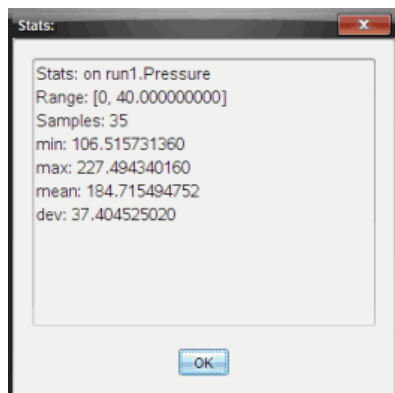 Stats:
Stats: on run1.Pressure
Range: [0, 40.000000000]
Samples: 35
min: 106.515731360
max: 227.494340160
mean: 184.715494752
dev: 37.404525020
OK